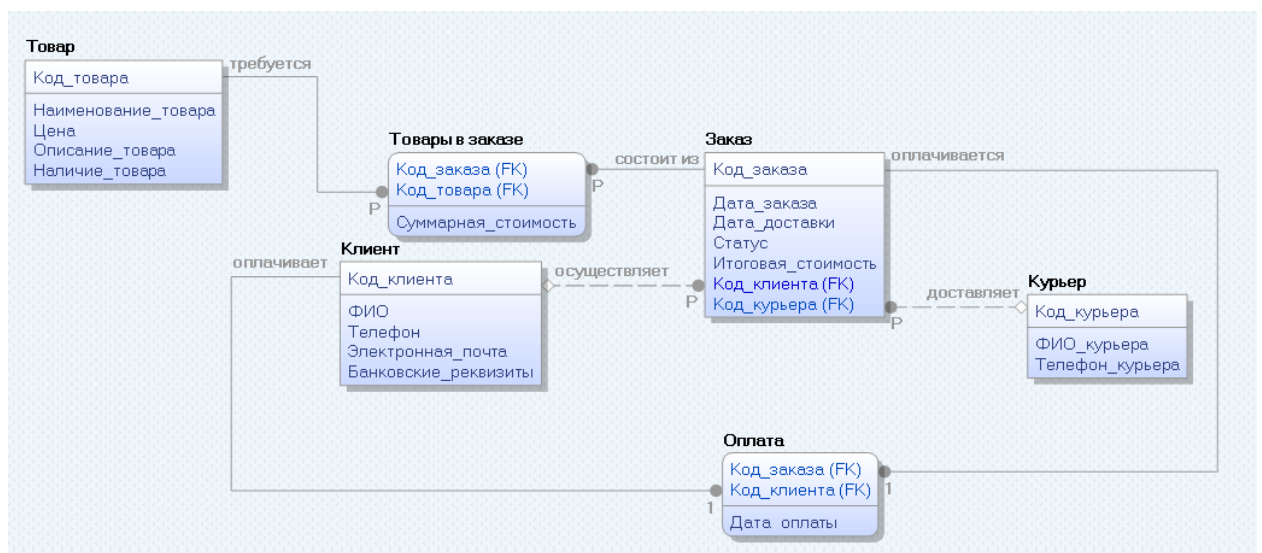 Товар
Код_товара
Наименование_товара
Цена
Описание_товара
Наличие_товара
требуется
P
Товары в заказе
Код_заказа (FK)
Код_товара (FK)
Суммарная_стоимость
состоит из
P
Заказ
Код_заказа
Дата_заказа
Дата_доставки
Статус
Итоговая_стоимость
Код_клиента (FK)
Код_курьера (FK)
оплачивается
Клиент
Код_клиента
ФИО
Телефон
Электронная_почта
Банковские_реквизиты
оплачивает
осуществляет
P
доставляет
P
Курьер
Код_курьера
ФИО_курьера
Телефон_курьера
Оплата
Код_заказа (FK)
Код_клиента (FK)
Дата_оплаты
1
1